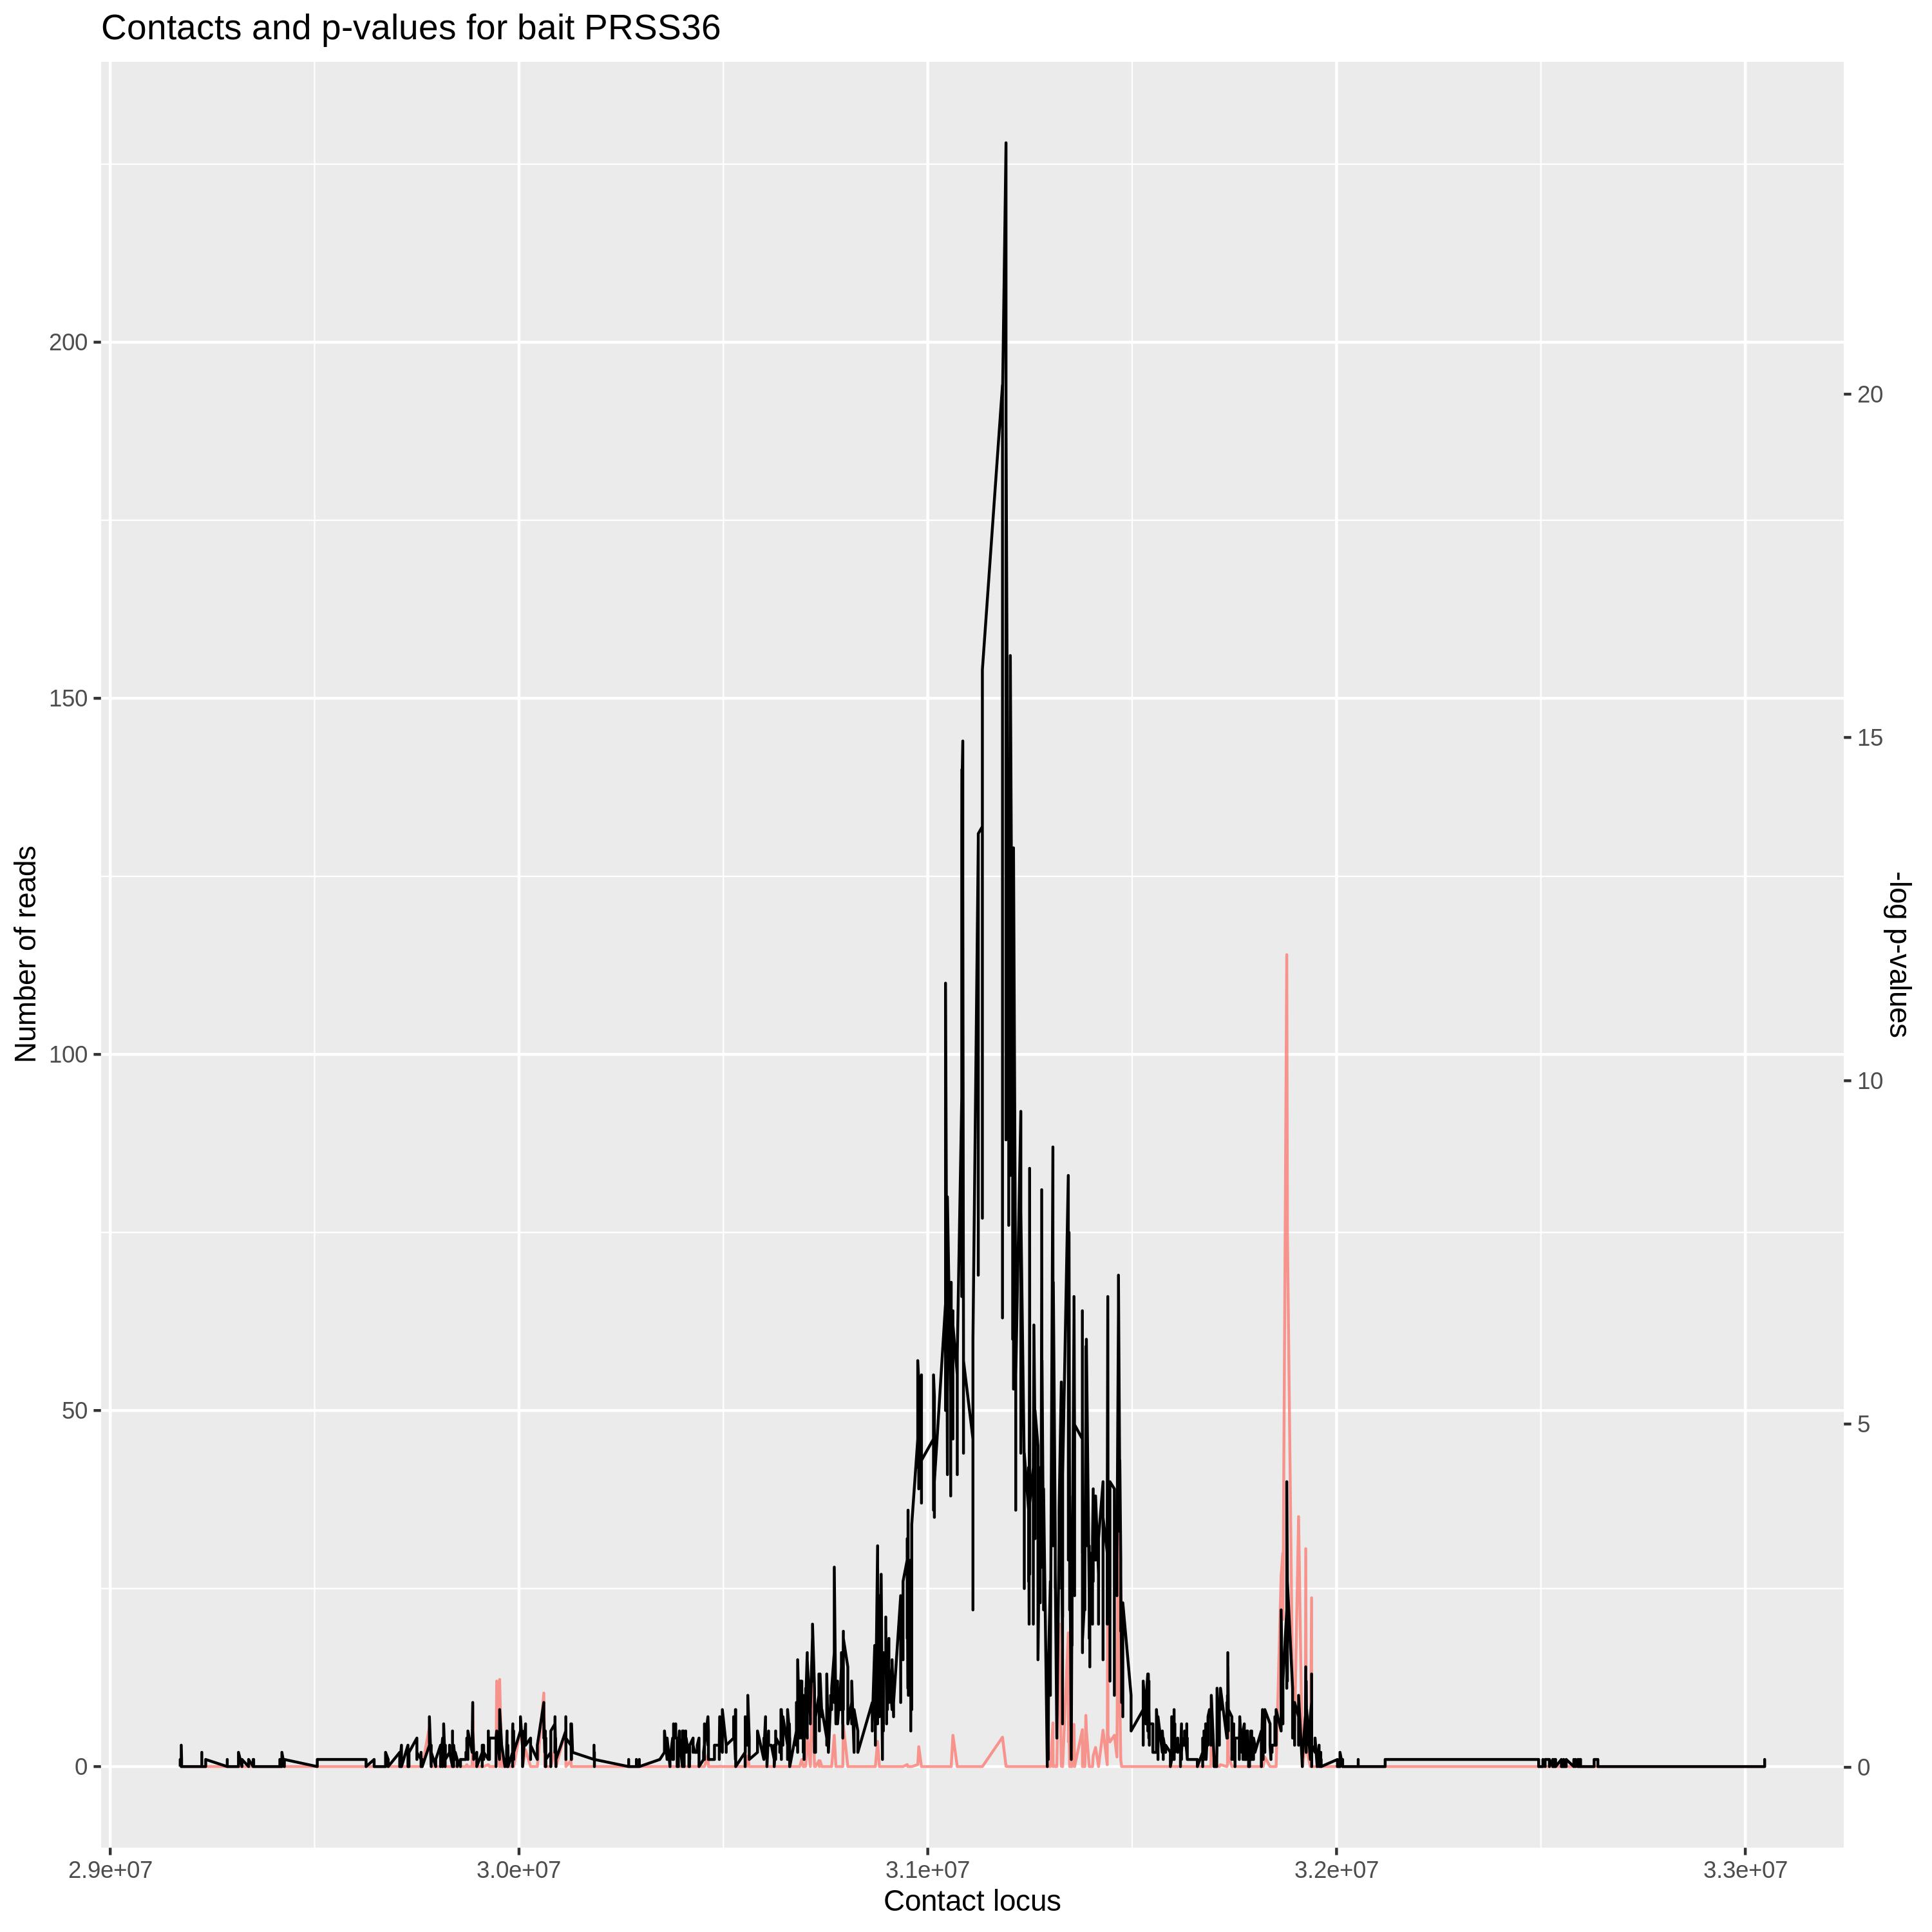 Contacts and p-values for bait PRSS36
200
150
100
50
0
Number of reads
20
15
10
5
0
-log p-values
2.9e+07 3.0e+07 3.1e+07 3.2e+07 3.3e+07
Contact locus